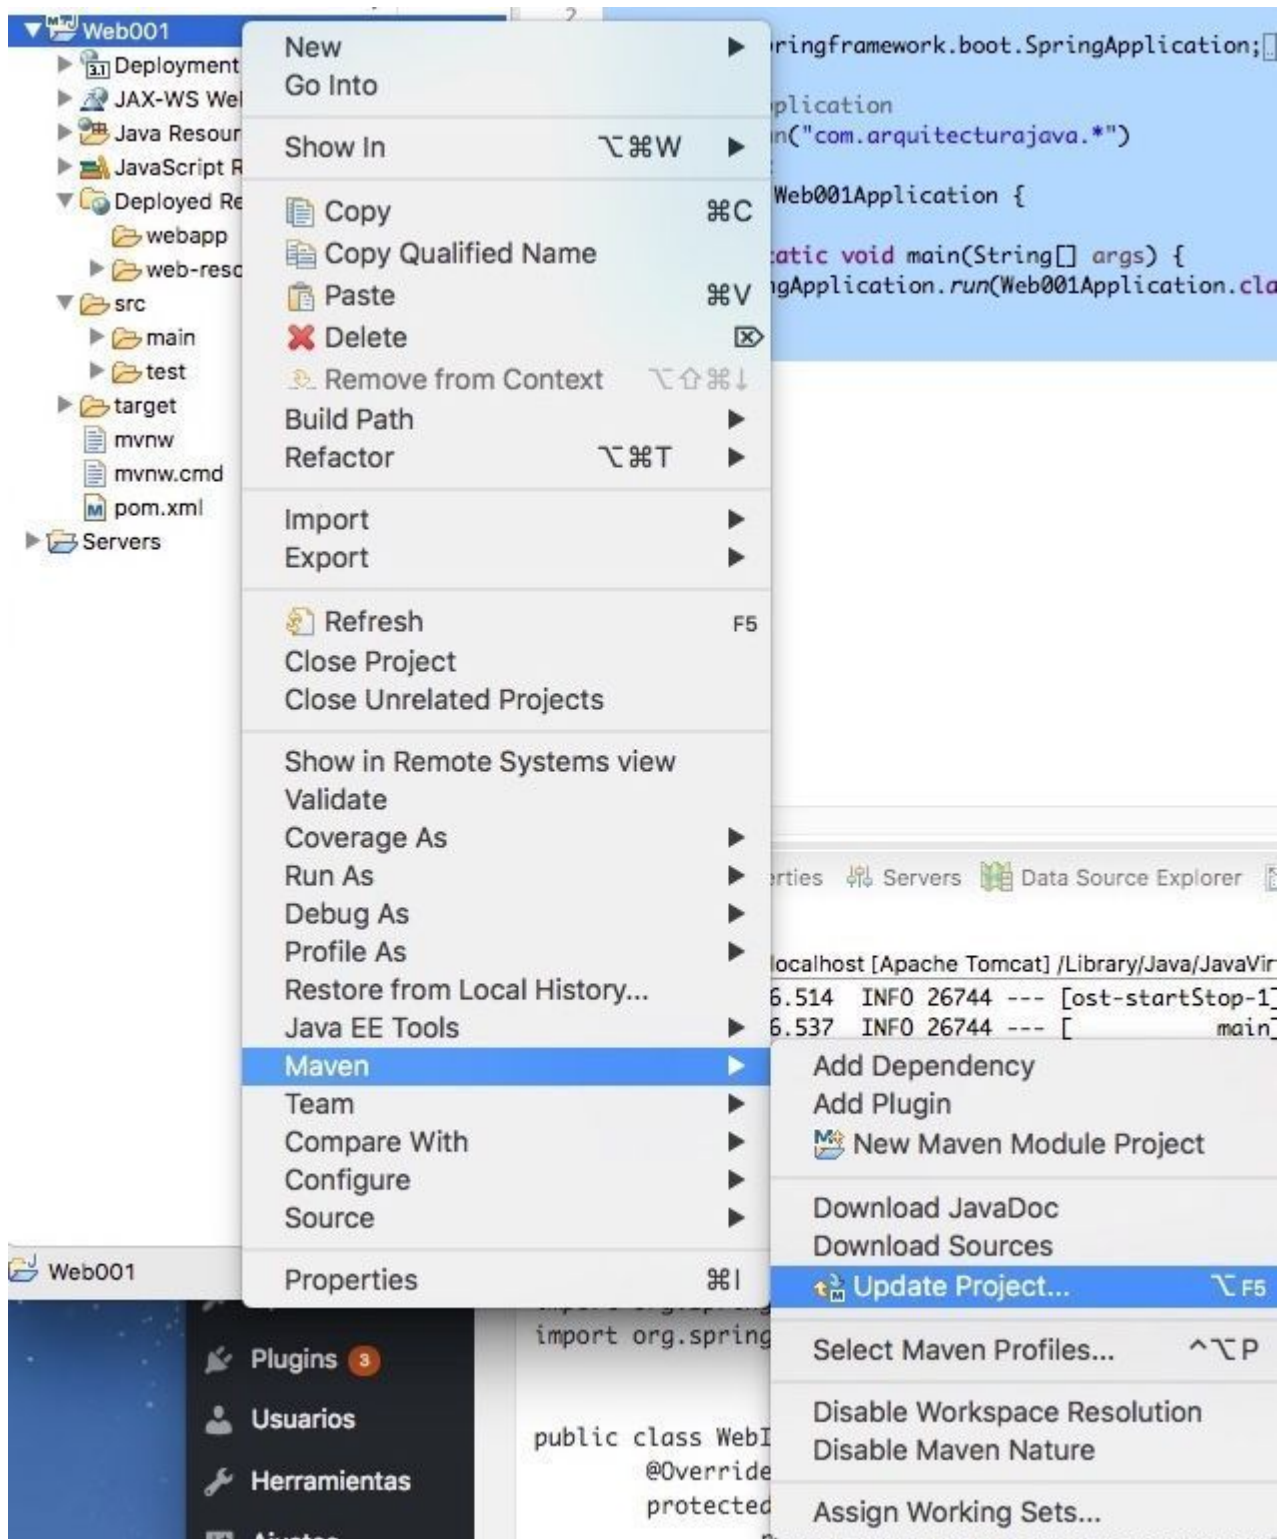 Web001
3.1 Deployment
JAX-WS We
Java Resour
JavaScript R
Deployed Re
webapp
web-resc
src
main
test
target
mvnw
mvnw.cmd
pom.xml
Servers
New
Go Into
Show In ⌥⌘W
Copy ⌘C
Copy Qualified Name
Paste ⌘V
Delete ⌦
Remove from Context ⌥⇧⌘↓
Build Path
Refactor ⌥⌘T
Import
Export
Refresh F5
Close Project
Close Unrelated Projects
Show in Remote Systems view
Validate
Coverage As
Run As
Debug As
Profile As
Restore from Local History...
Java EE Tools
Maven
Team
Compare With
Configure
Source
Properties ⌘I
2
ringframework.boot.SpringApplication;
plication
n("com.arquitecturajava.*")
Web001Application {
tatic void main(String[] args) {
gApplication.run(Web001Application.cla
erties Servers Data Source Explorer
localhost [Apache Tomcat] /Library/Java/JavaVir
6.514 INFO 26744 --- [ost-startStop-1]
6.537 INFO 26744 --- [ main]
Add Dependency
Add Plugin
New Maven Module Project
Download JavaDoc
Download Sources
Update Project... ⌥F5
Select Maven Profiles... ^⌥P
Disable Workspace Resolution
Disable Maven Nature
Assign Working Sets...
Web001
Plugins 3
Usuarios
Herramientas
import org.spring
public class WebI
@Override
protected